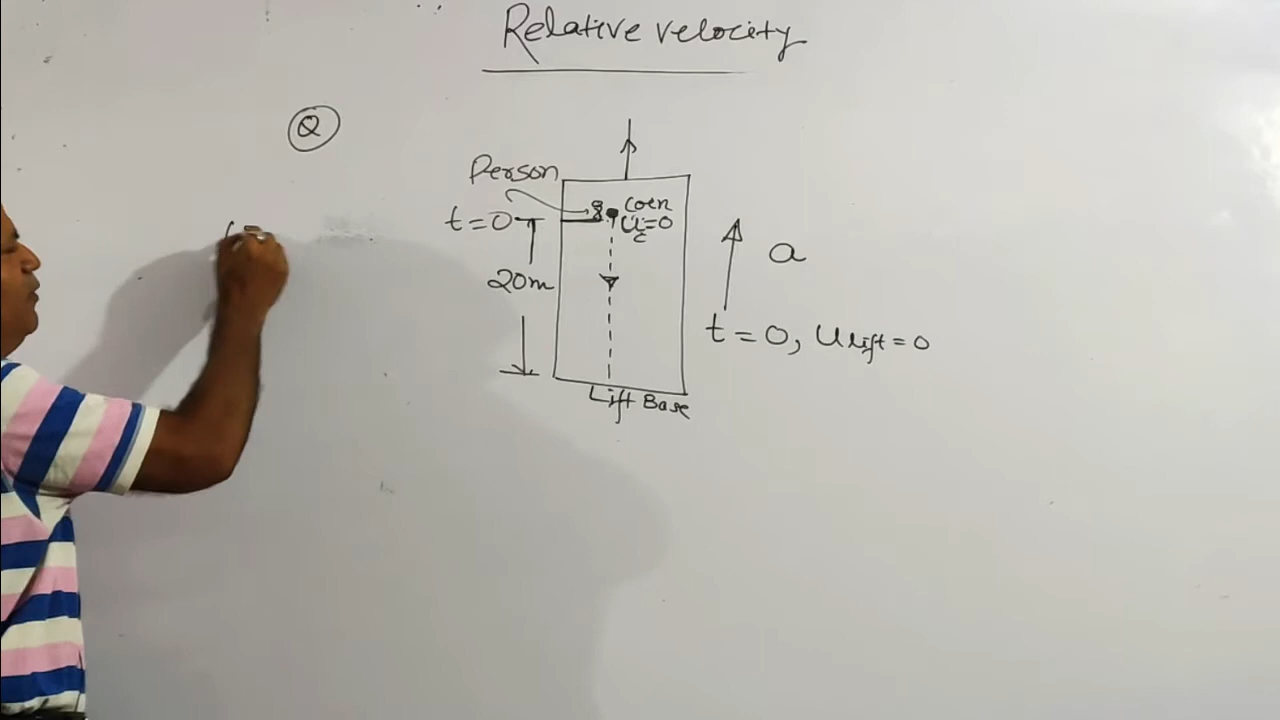 Relative velocity
Q
Person
t=0
Coin
U_c=0
20m
a
t=0, U_lift=0
Lift Base